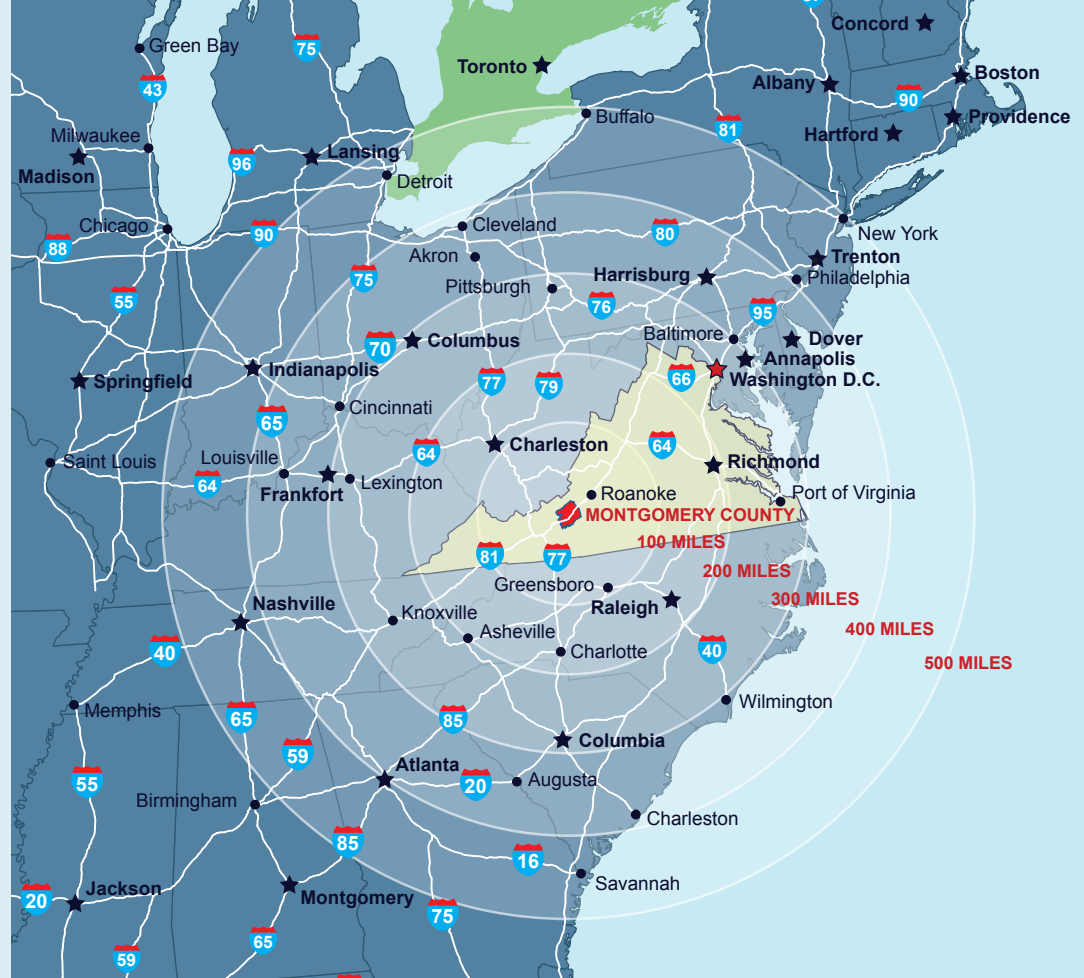 Concord
Green Bay
75
Toronto
Boston
43
Albany
90
Buffalo
Providence
81
Milwaukee
Hartford
Lansing
96
Madison
Detroit
Chicago
Cleveland
New York
88
90
80
Akron
Trenton
Harrisburg
75
Philadelphia
Pittsburgh
55
76
95
Baltimore
Dover
70
Columbus
Annapolis
Indianapolis
Washington D.C.
Springfield
77
79
66
Cincinnati
65
Charleston
64
64
Richmond
Louisville
Saint Louis
64
Frankfort
Lexington
Roanoke
Port of Virginia
MONTGOMERY COUNTY
100 MILES
81
77
200 MILES
Greensboro
300 MILES
Nashville
Raleigh
Knoxville
Asheville
400 MILES
40
Charlotte
40
500 MILES
Wilmington
Memphis
65
85
Columbia
59
Atlanta
55
20
Augusta
Birmingham
Charleston
85
16
Savannah
Jackson
20
Montgomery
75
65
59